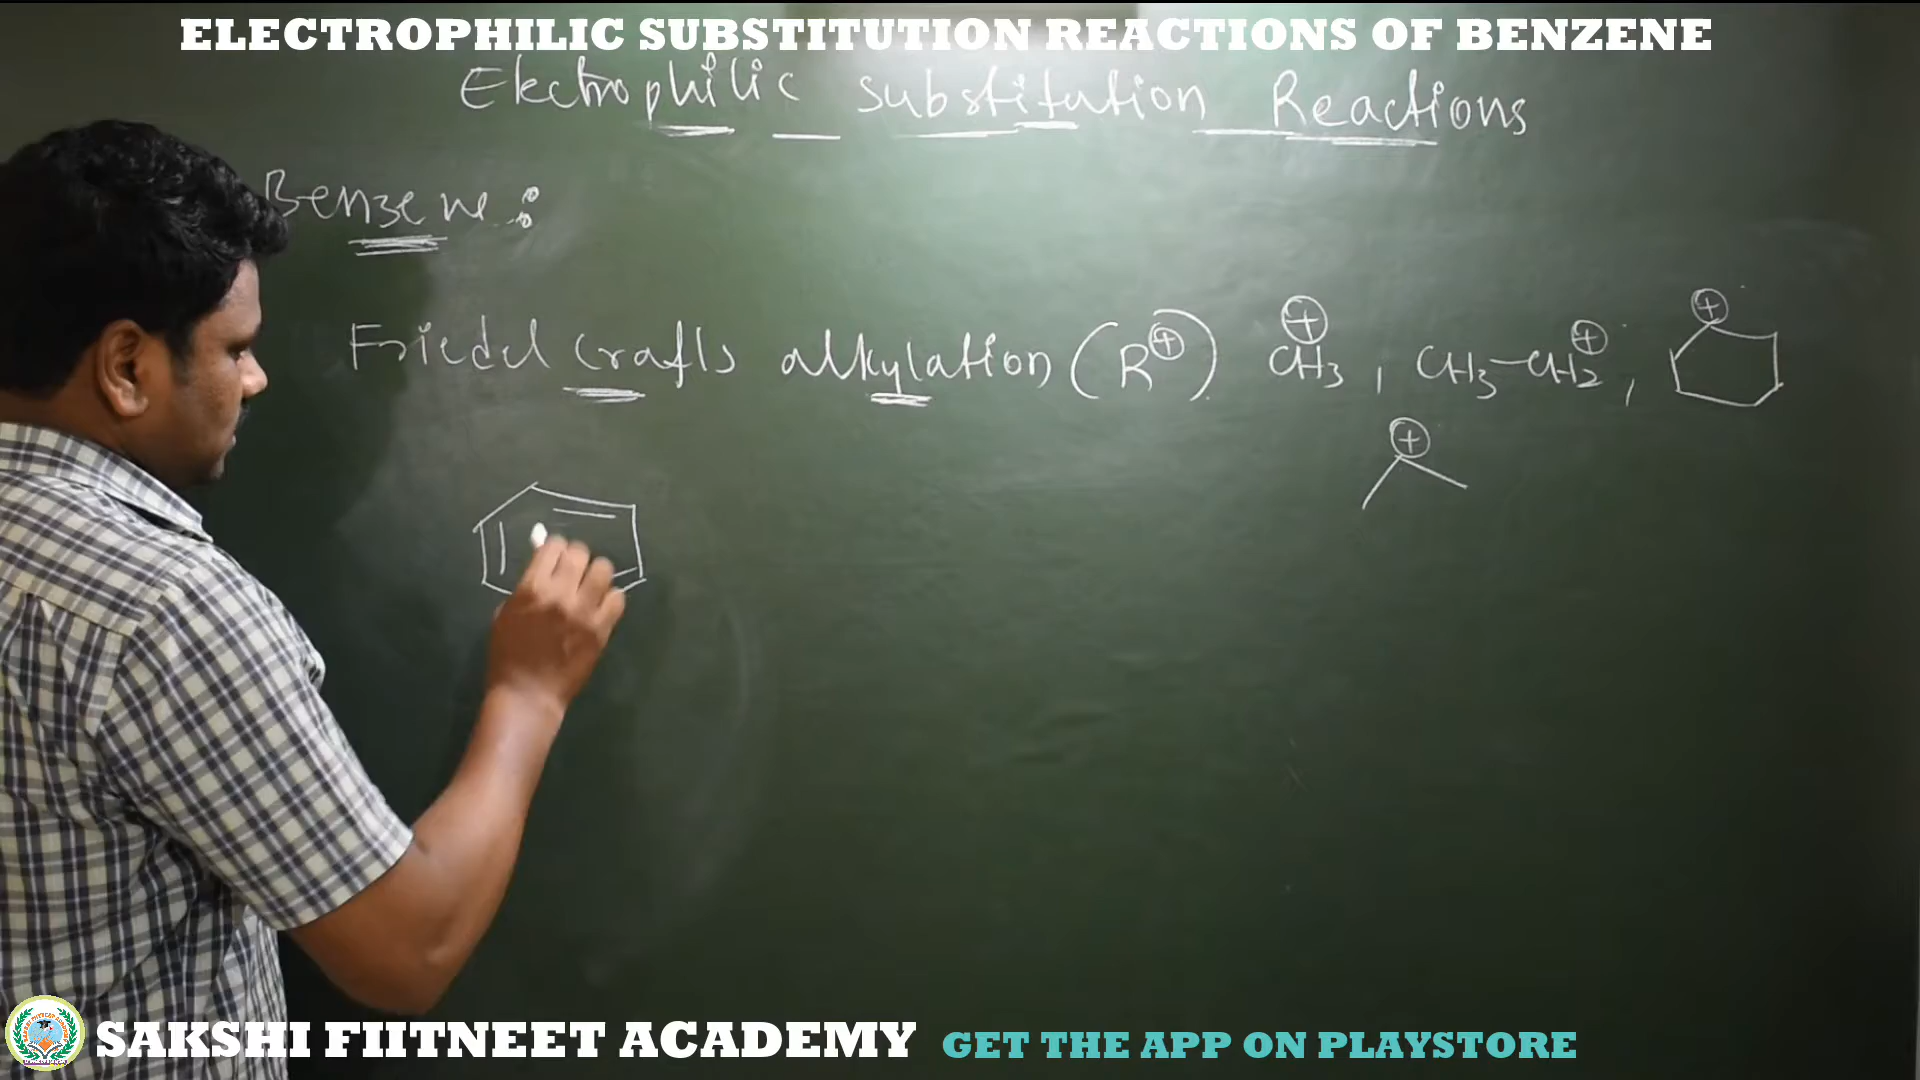 ELECTROPHILIC SUBSTITUTION REACTIONS OF BENZENE
Electrophilic substitution Reactions
Benzene :
Friedel Crafts alkylation (R⊕) ⊕CH3 , CH3-CH2⊕ , ⊕
⊕
SAKSHI FIITNEET ACADEMY GET THE APP ON PLAYSTORE